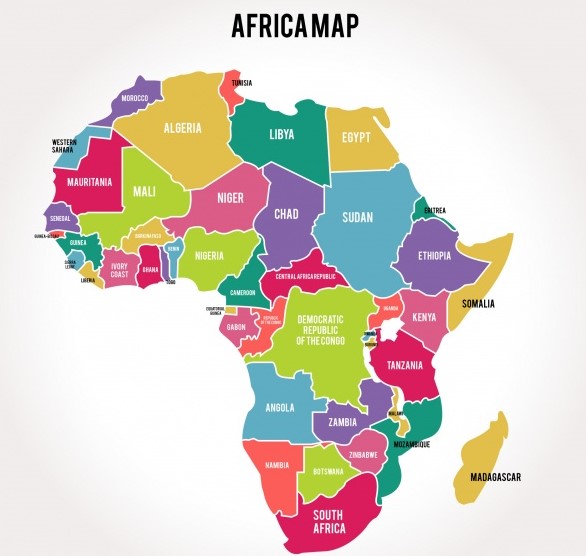 AFRICA MAP
TUNISIA
MOROCCO
ALGERIA
LIBYA
EGYPT
WESTERN
SAHARA
MAURITANIA
MALI
NIGER
CHAD
SUDAN
ERITREA
SENEGAL
GUINEA-BISSAU
GUINEA
SIERRA
LEONE
LIBERIA
IVORY
COAST
BURKINA FASO
GHANA
TOGO
BENIN
NIGERIA
CAMEROON
CENTRAL AFRICA REPUBLIC
ETHIOPIA
SOMALIA
EQUATORIAL
GUINEA
GABON
REPUBLIC
OF THE CONGO
DEMOCRATIC
REPUBLIC
OF THE CONGO
UGANDA
KENYA
RWANDA
BURUNDI
TANZANIA
ANGOLA
ZAMBIA
MALAWI
MOZAMBIQUE
ZIMBABWE
NAMIBIA
BOTSWANA
SOUTH
AFRICA
MADAGASCAR